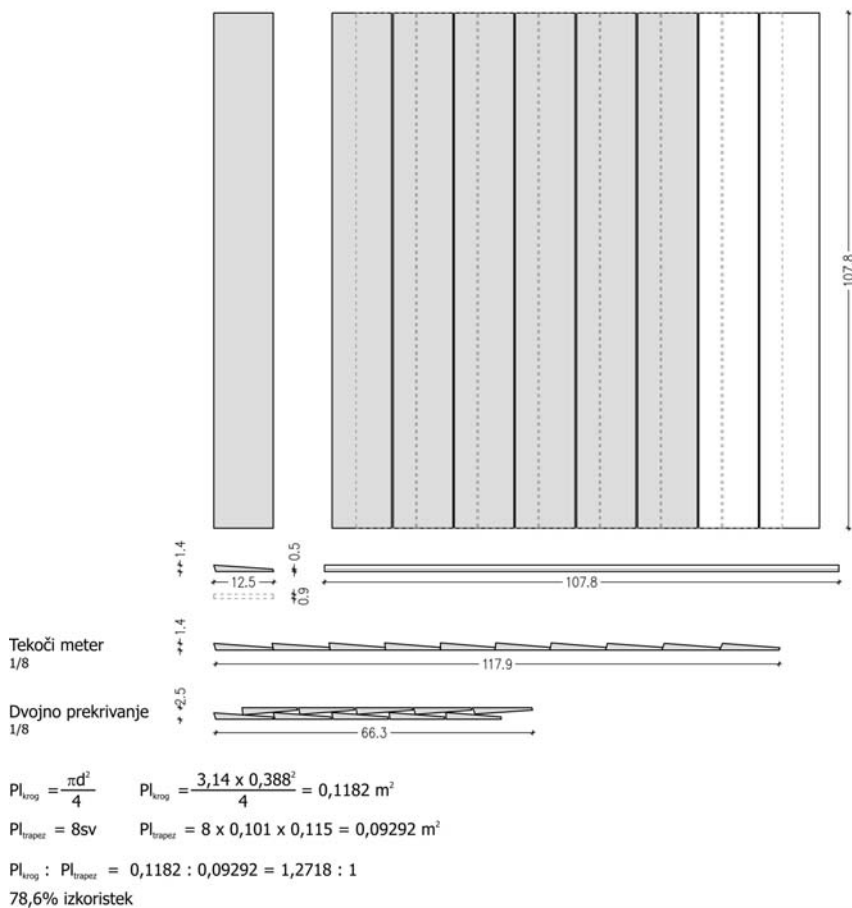 107.8
1.4
12.5
0.5
0.9
107.8
Tekoči meter
1/8
1.4
117.9
Dvojno prekrivanje
1/8
2.5
66.3
Pl_krog = πd²/4 Pl_krog = 3,14 x 0,388²/4 = 0,1182 m²
Pl_trapez = 8sv Pl_trapez = 8 x 0,101 x 0,115 = 0,09292 m²
Pl_krog : Pl_trapez = 0,1182 : 0,09292 = 1,2718 : 1
78,6% izkoristek